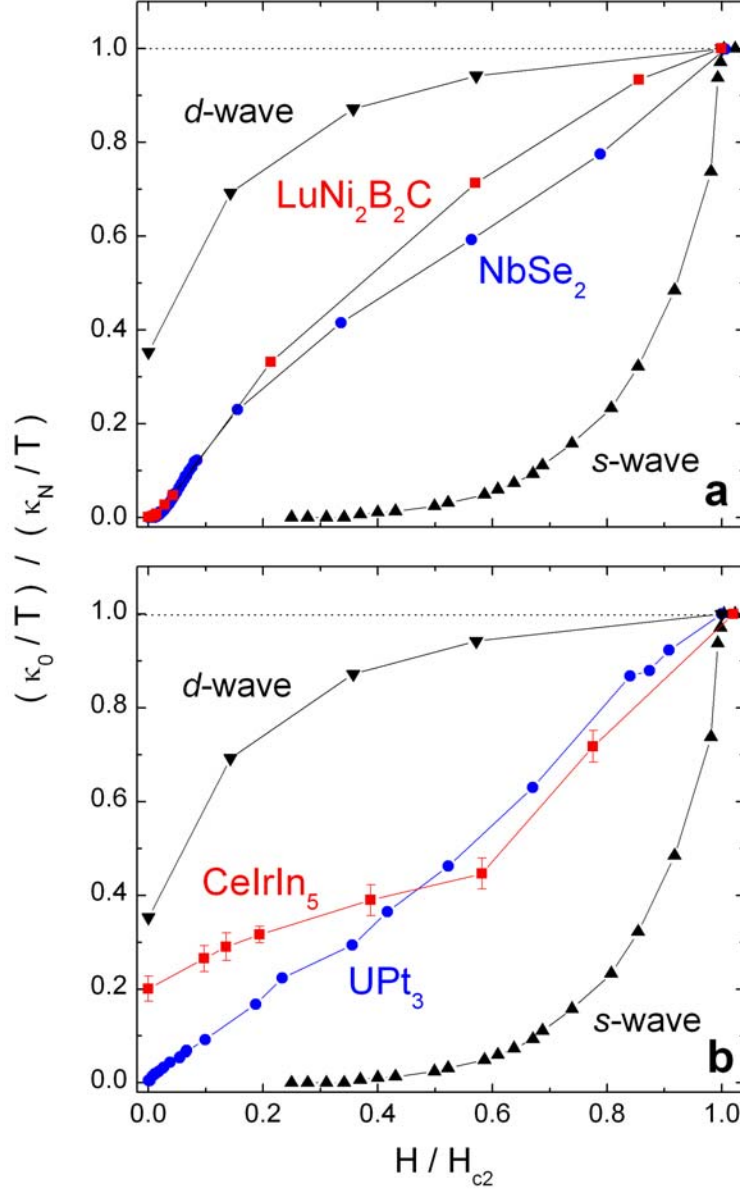 1.0
d-wave
0.8
LuNi₂B₂C
0.6
NbSe₂
0.4
0.2
s-wave
0.0
a
(κ₀/T) / (κ_N/T)
1.0
d-wave
0.8
0.6
CeIrIn₅
0.4
UPt₃
0.2
s-wave
0.0
b
0.0 0.2 0.4 0.6 0.8 1.0
H / H_c2